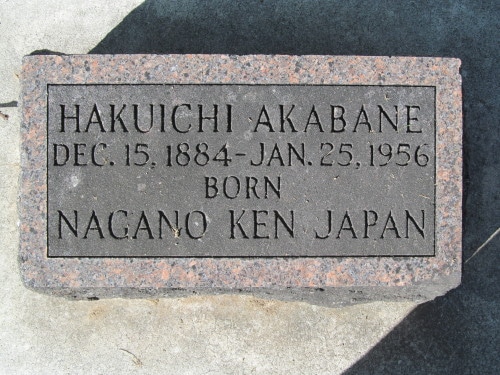 HAKUICHI AKABANE
DEC. 15, 1884-JAN. 25, 1956
BORN
NAGANO KEN JAPAN